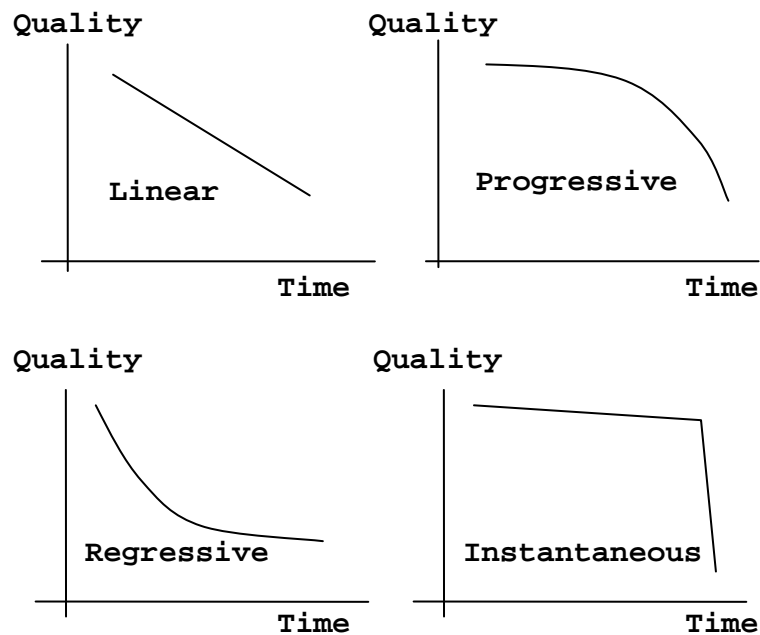 Quality
Linear
Time
Quality
Progressive
Time
Quality
Regressive
Time
Quality
Instantaneous
Time